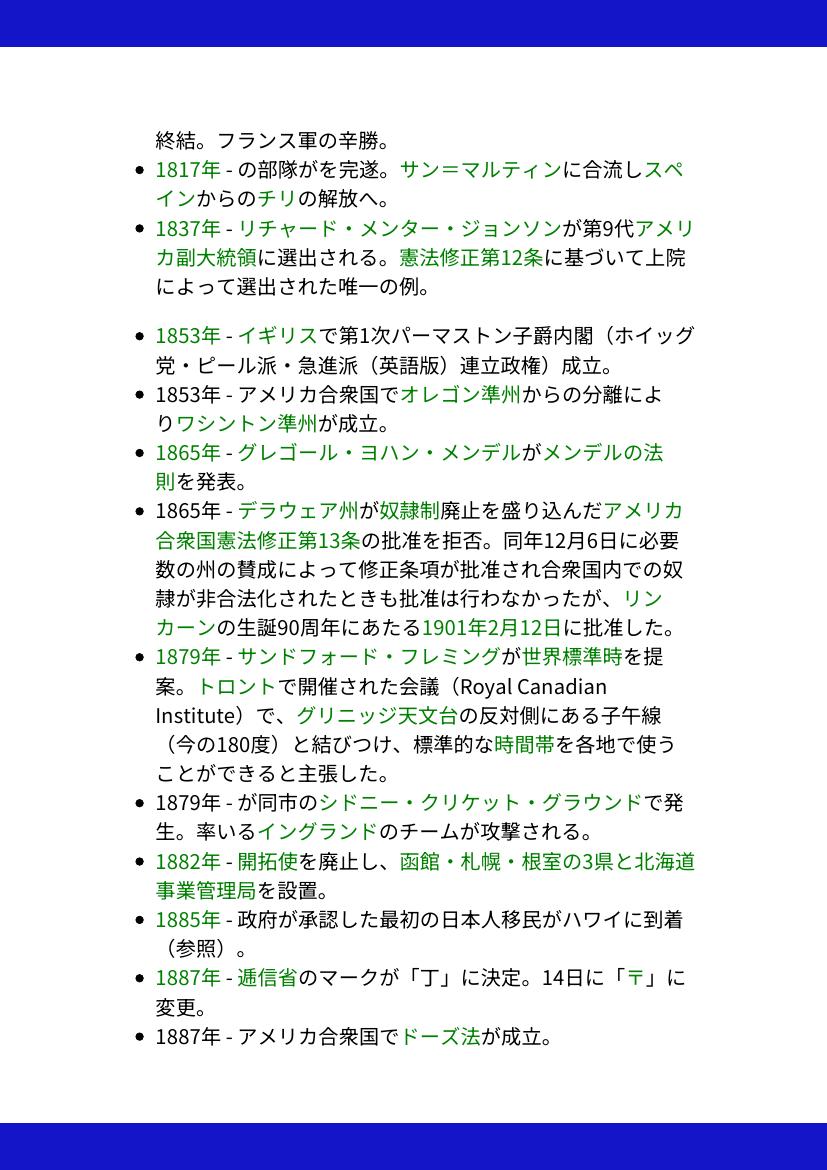 終結。フランス軍の辛勝。
• 1817年 - の部隊がを完遂。サン＝マルティンに合流しスペ
インからのチリの解放へ。
• 1837年 - リチャード・メンター・ジョンソンが第9代アメリ
カ副大統領に選出される。憲法修正第12条に基づいて上院
によって選出された唯一の例。
• 1853年 - イギリスで第1次パーマストン子爵内閣（ホイッグ
党・ピール派・急進派（英語版）連立政権）成立。
• 1853年 - アメリカ合衆国でオレゴン準州からの分離によ
りワシントン準州が成立。
• 1865年 - グレゴール・ヨハン・メンデルがメンデルの法
則を発表。
• 1865年 - デラウェア州が奴隷制廃止を盛り込んだアメリカ
合衆国憲法修正第13条の批准を拒否。同年12月6日に必要
数の州の賛成によって修正条項が批准され合衆国内での奴
隷が非合法化されたときも批准は行わなかったが、リン
カーンの生誕90周年にあたる1901年2月12日に批准した。
• 1879年 - サンドフォード・フレミングが世界標準時を提
案。トロントで開催された会議（Royal Canadian
Institute）で、グリニッジ天文台の反対側にある子午線
（今の180度）と結びつけ、標準的な時間帯を各地で使う
ことができると主張した。
• 1879年 - が同市のシドニー・クリケット・グラウンドで発
生。率いるイングランドのチームが攻撃される。
• 1882年 - 開拓使を廃止し、函館・札幌・根室の3県と北海道
事業管理局を設置。
• 1885年 - 政府が承認した最初の日本人移民がハワイに到着
（参照）。
• 1887年 - 逓信省のマークが「丁」に決定。14日に「〒」に
変更。
• 1887年 - アメリカ合衆国でドーズ法が成立。